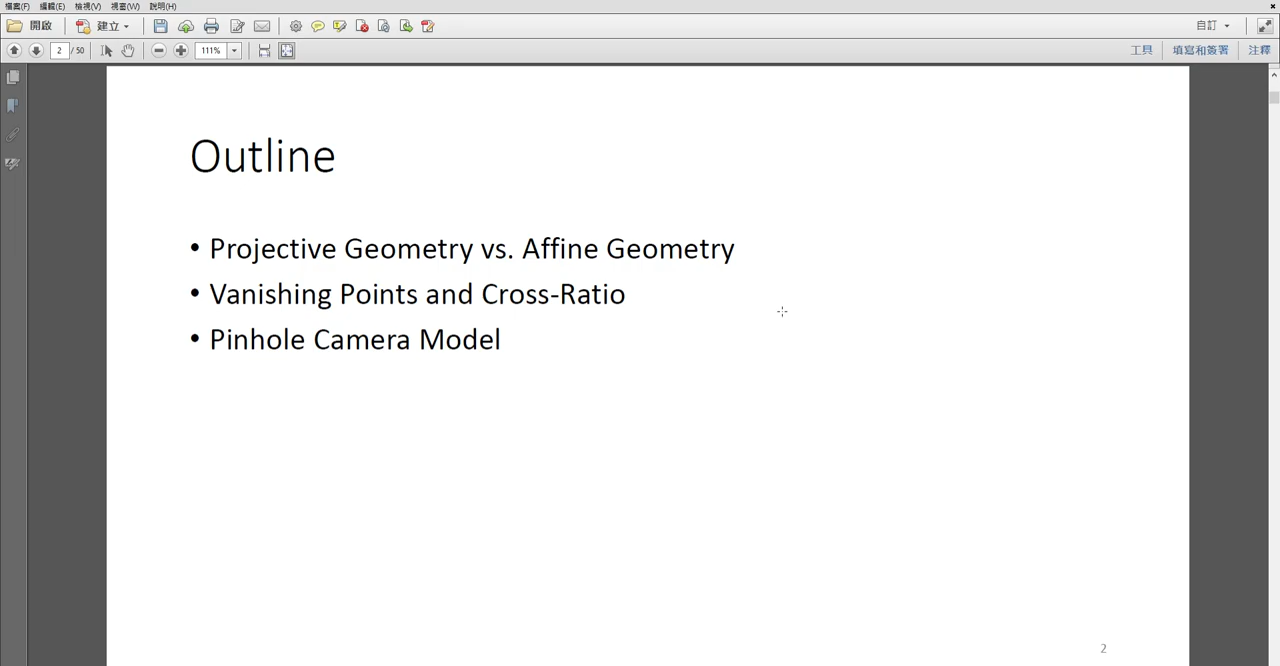 檔案(F) 編輯(E) 檢視(V) 視窗(W) 說明(H)
開啟 建立 自訂
2 / 50 111% 工具 填寫和簽署 注釋
Outline
• Projective Geometry vs. Affine Geometry
• Vanishing Points and Cross-Ratio
• Pinhole Camera Model
2